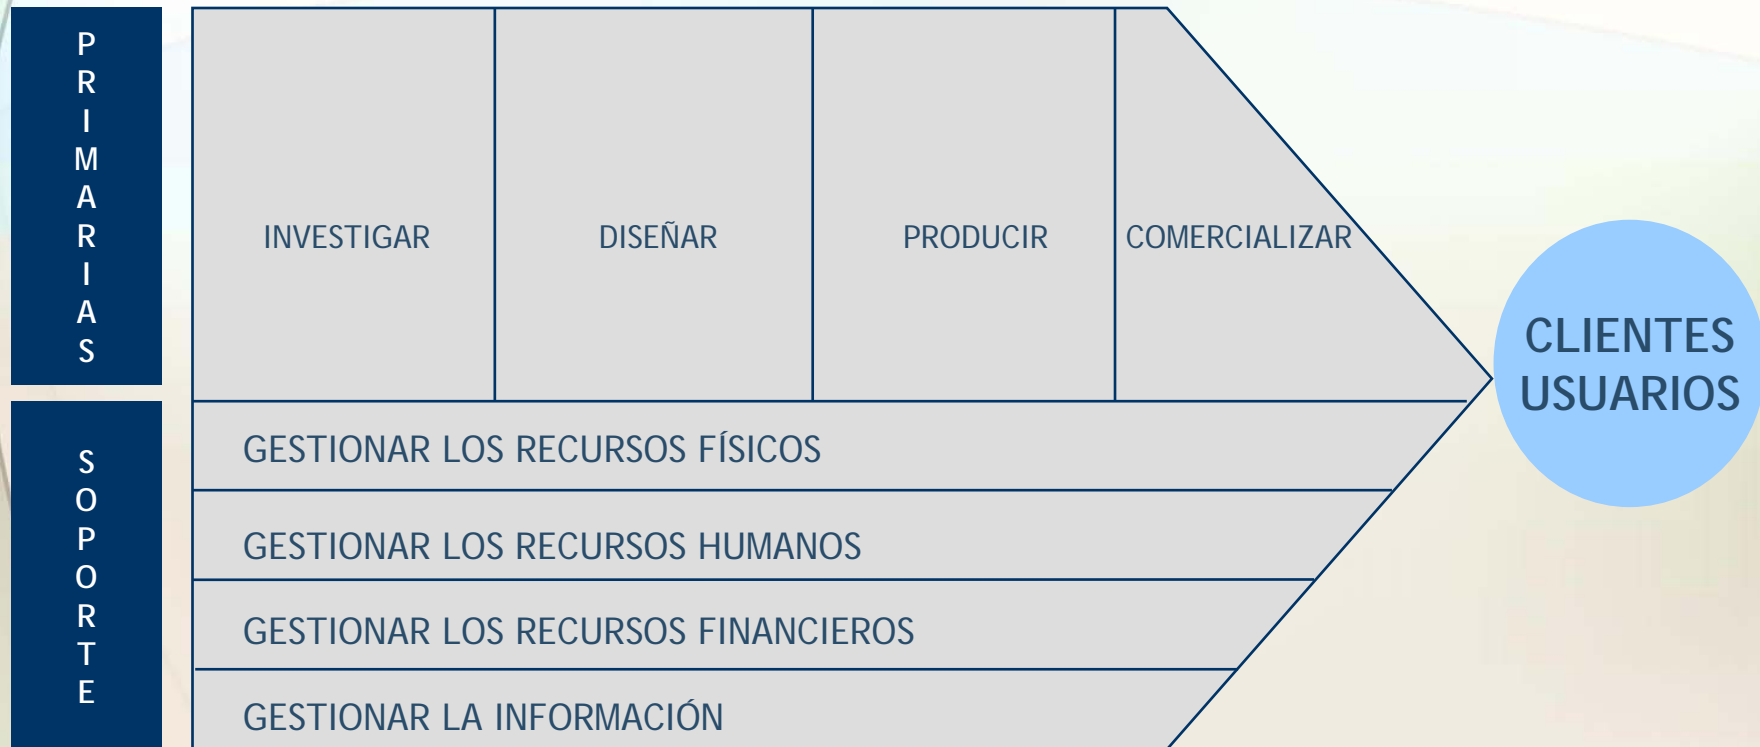 PRIMARIAS
INVESTIGAR
DISEÑAR
PRODUCIR
COMERCIALIZAR
CLIENTES
USUARIOS
SOPORTE
GESTIONAR LOS RECURSOS FÍSICOS
GESTIONAR LOS RECURSOS HUMANOS
GESTIONAR LOS RECURSOS FINANCIEROS
GESTIONAR LA INFORMACIÓN